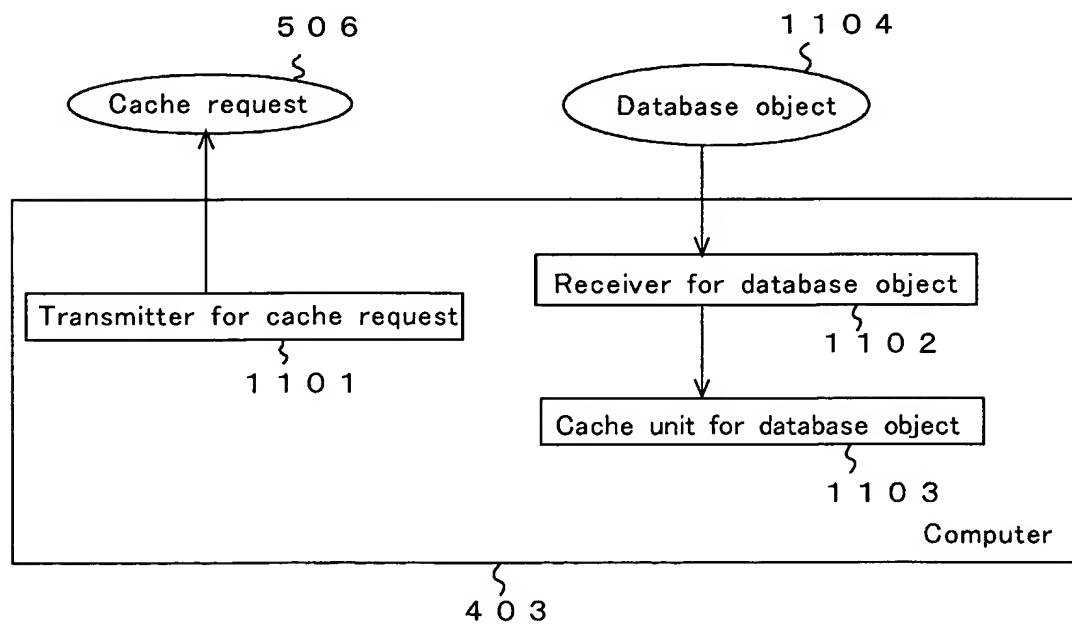 506
1104
Cache request
Database object
Receiver for database object
Transmitter for cache request
1102
1101
Cache unit for database object
1103
Computer
403